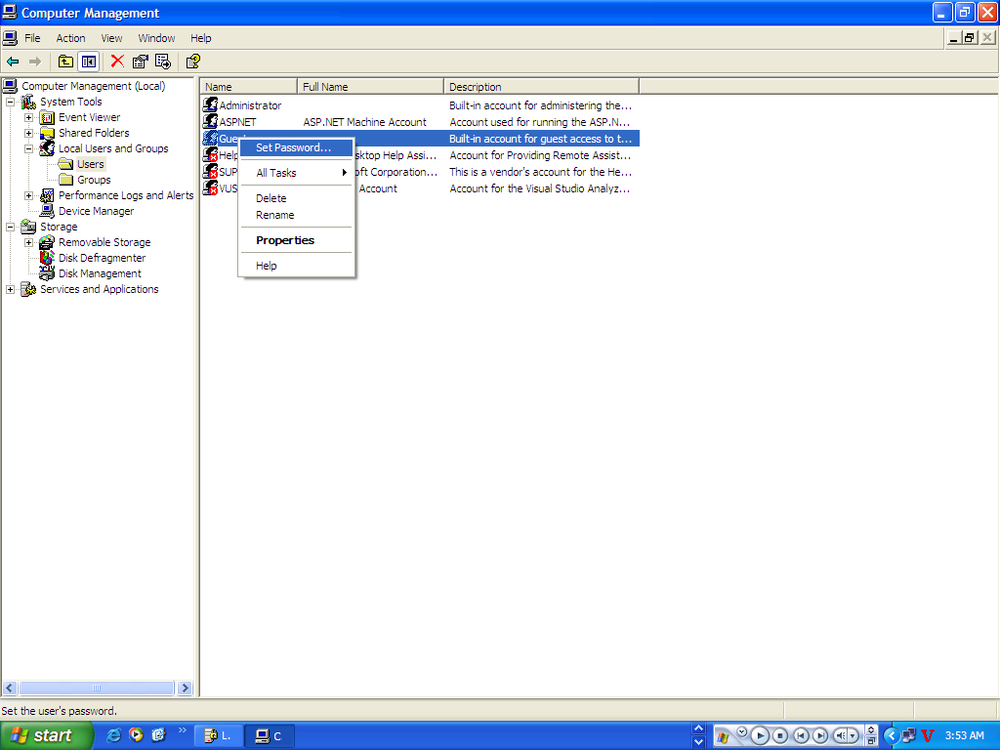 Computer Management
File Action View Window Help
Computer Management (Local)
System Tools
Event Viewer
Shared Folders
Local Users and Groups
Users
Groups
Performance Logs and Alerts
Device Manager
Storage
Removable Storage
Disk Defragmenter
Disk Management
Services and Applications
Name Full Name Description
Administrator Built-in account for administering the...
ASPNET ASP.NET Machine Account Account used for running the ASP.N...
Gues Built-in account for guest access to t...
Help sktop Help Assi... Account for Providing Remote Assist...
SUP oft Corporation... This is a vendor's account for the He...
VUS Account Account for the Visual Studio Analyz...
Set Password...
All Tasks
Delete
Rename
Properties
Help
Set the user's password.
start L. C 3:53 AM